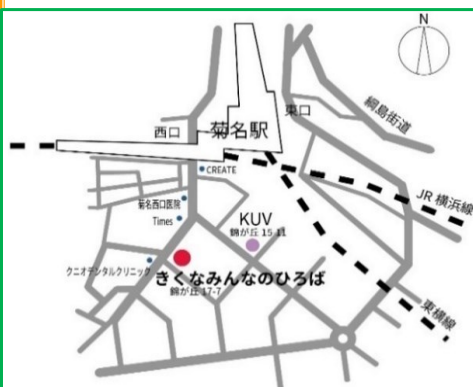 N
綱島街道
東口
菊名駅
西口
CREATE
JR 横浜線
菊名西口医院
Times
KUV
錦が丘 15-11
クニオデンタルクリニック
きくなみんなのひろば
錦が丘 17-7
東横線